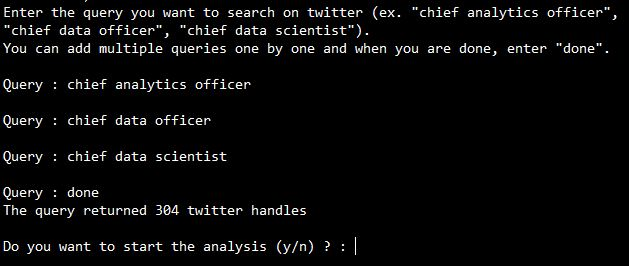 Enter the query you want to search on twitter (ex. "chief analytics officer",
"chief data officer", "chief data scientist").
You can add multiple queries one by one and when you are done, enter "done".
Query : chief analytics officer
Query : chief data officer
Query : chief data scientist
Query : done
The query returned 304 twitter handles
Do you want to start the analysis (y/n) ? :